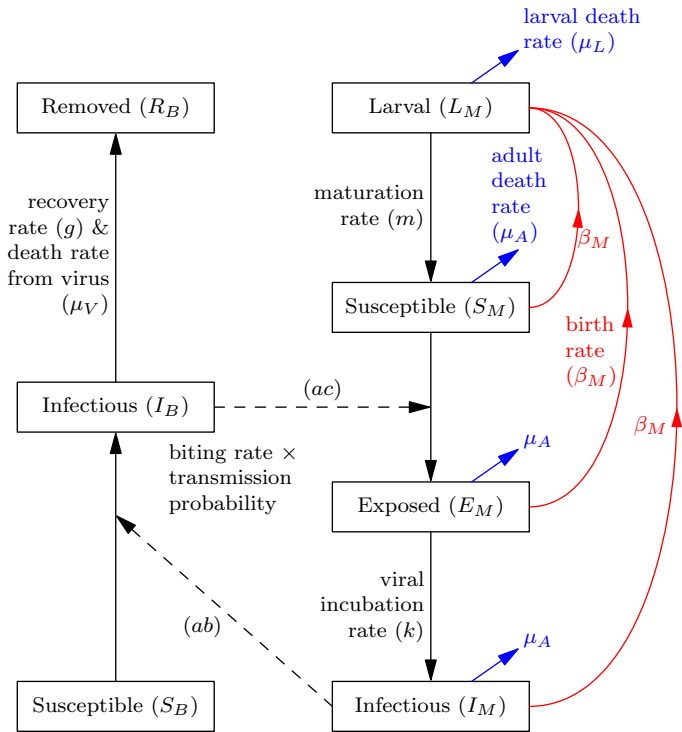 larval death
rate (μ_L)
Removed (R_B)
Larval (L_M)
adult
death
rate
(μ_A)
recovery
rate (g) &
death rate
from virus
(μ_V)
maturation
rate (m)
β_M
Susceptible (S_M)
birth
rate
(β_M)
(ac)
Infectious (I_B)
β_M
biting rate ×
transmission
probability
μ_A
Exposed (E_M)
viral
incubation
rate (k)
(ab)
μ_A
Susceptible (S_B)
Infectious (I_M)